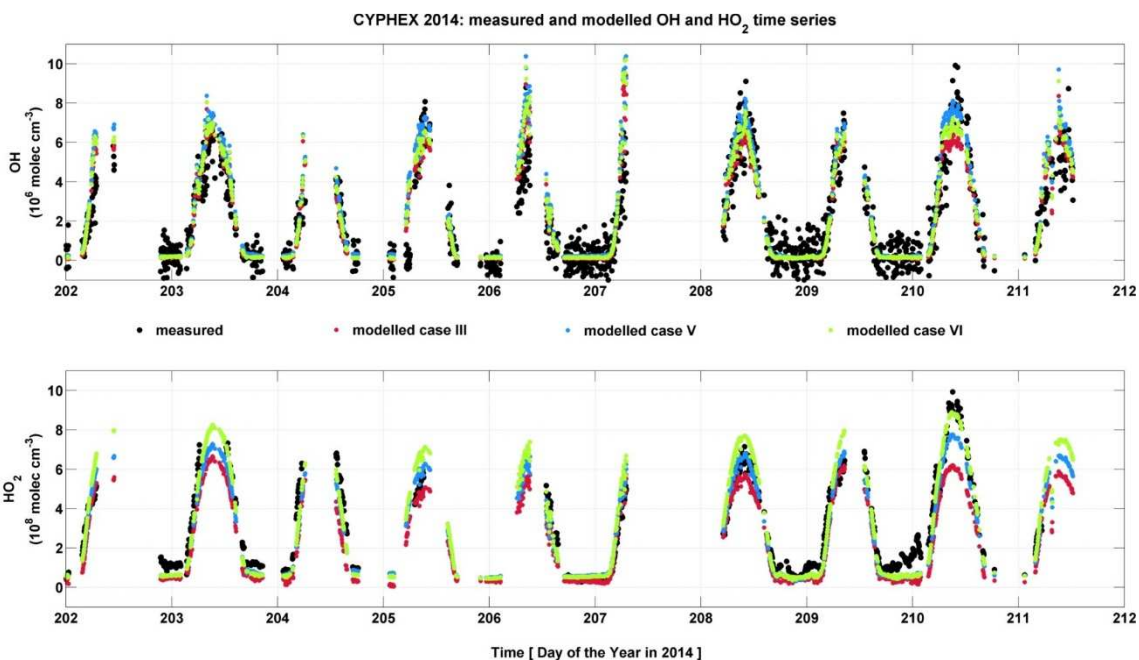 CYPHEX 2014: measured and modelled OH and HO2 time series
OH
(10^6 molec cm^-3)
10
8
6
4
2
0
202 203 204 205 206 207 208 209 210 211 212
measured modelled case III modelled case V modelled case VI
HO2
(10^8 molec cm^-3)
10
8
6
4
2
0
202 203 204 205 206 207 208 209 210 211 212
Time [ Day of the Year in 2014 ]